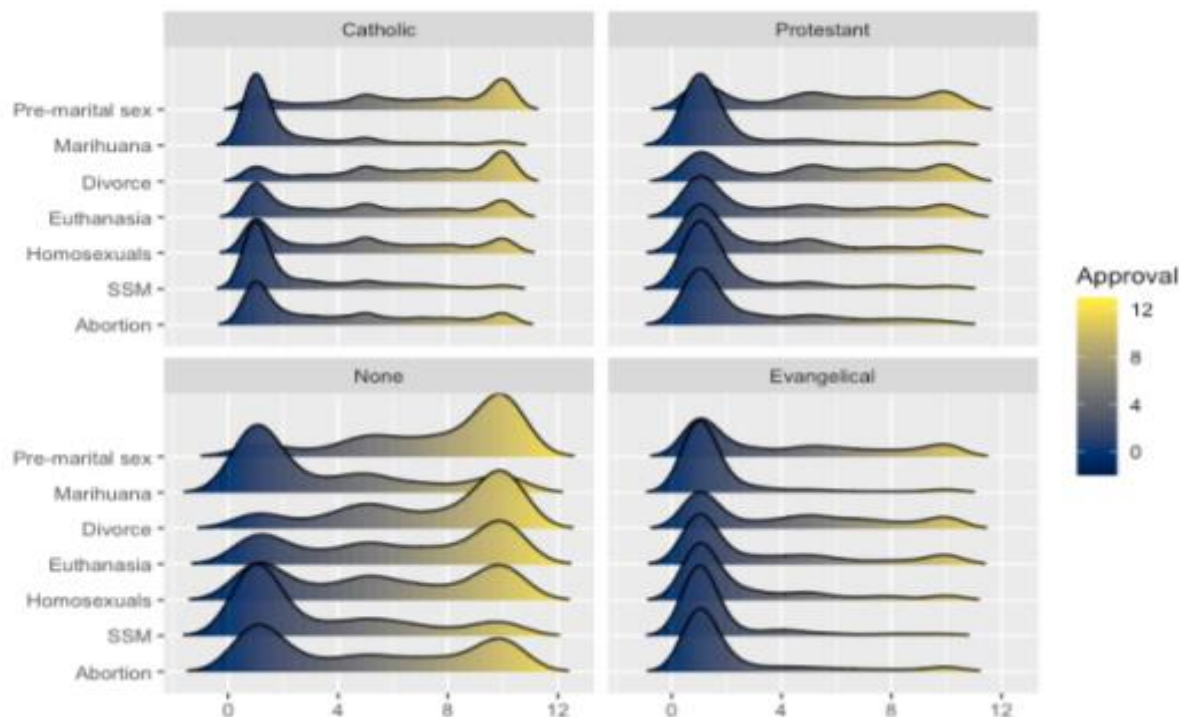 Catholic
Protestant
Pre-marital sex
Marihuana
Divorce
Euthanasia
Homosexuals
SSM
Abortion
None
Evangelical
Pre-marital sex
Marihuana
Divorce
Euthanasia
Homosexuals
SSM
Abortion
0 4 8 12
0 4 8 12
Approval
12
8
4
0